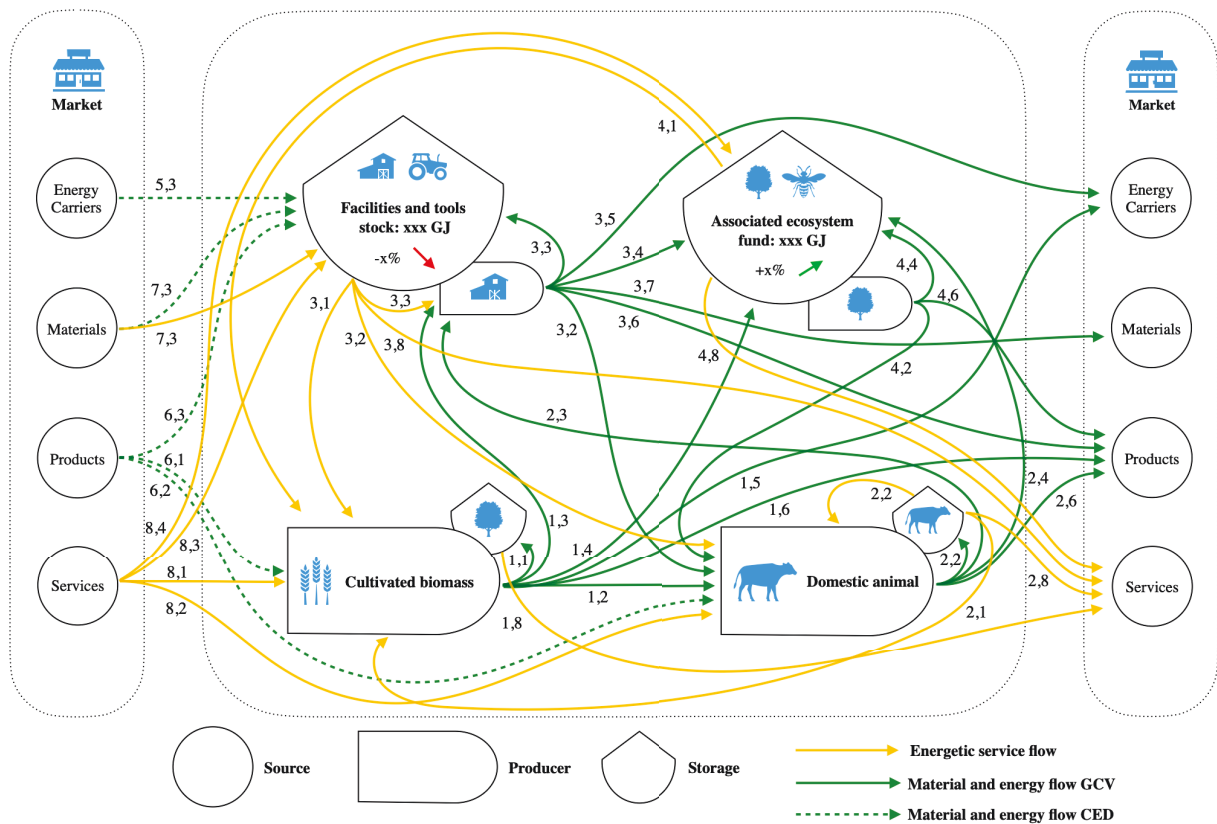 Market
Market
4,1
Energy
Carriers
5,3
Facilities and tools
stock: xxx GJ
-x%
3,5
Associated ecosystem
fund: xxx GJ
+x%
Energy
Carriers
3,3
3,4
4,4
7,3
3,1
3,3
3,7
4,6
Materials
7,3
3,2
3,8
3,6
3,2
4,8
4,2
Materials
6,3
2,3
Products
6,1
6,2
Products
1,5
2,2
2,4
2,6
1,6
8,4
8,3
1,3
1,4
1,1
2,2
Services
8,1
8,2
Cultivated biomass
1,2
Domestic animal
2,8
Services
1,8
2,1
Source
Producer
Storage
Energetic service flow
Material and energy flow GCV
Material and energy flow CED